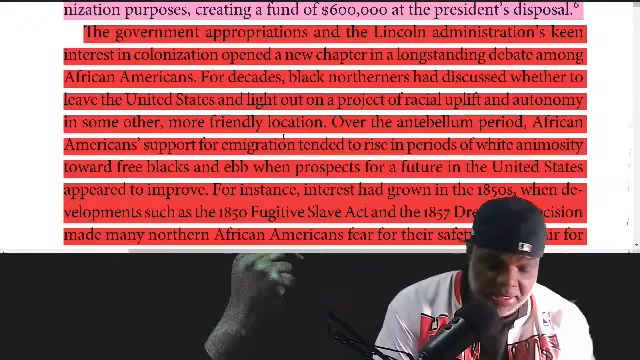 nization purposes, creating a fund of $600,000 at the president's disposal.⁶
The government appropriations and the Lincoln administration's keen
interest in colonization opened a new chapter in a longstanding debate among
African Americans. For decades, black northerners had discussed whether to
leave the United States and light out on a project of racial uplift and autonomy
in some other, more friendly location. Over the antebellum period, African
Americans' support for emigration tended to rise in periods of white animosity
toward free blacks and ebb when prospects for a future in the United States
appeared to improve. For instance, interest had grown in the 1850s, when de-
velopments such as the 1850 Fugitive Slave Act and the 1857
made many northern African Americans fear for their for